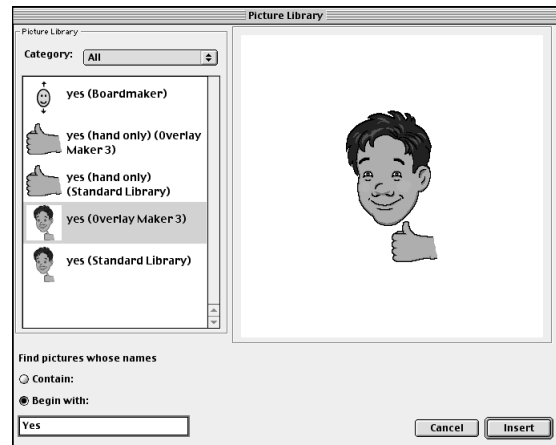 Picture Library
Picture Library
Category: All
yes (Boardmaker)
yes (hand only) (Overlay
Maker 3)
yes (hand only)
(Standard Library)
yes (Overlay Maker 3)
yes (Standard Library)
Find pictures whose names
Contain:
Begin with:
Yes
Cancel
Insert